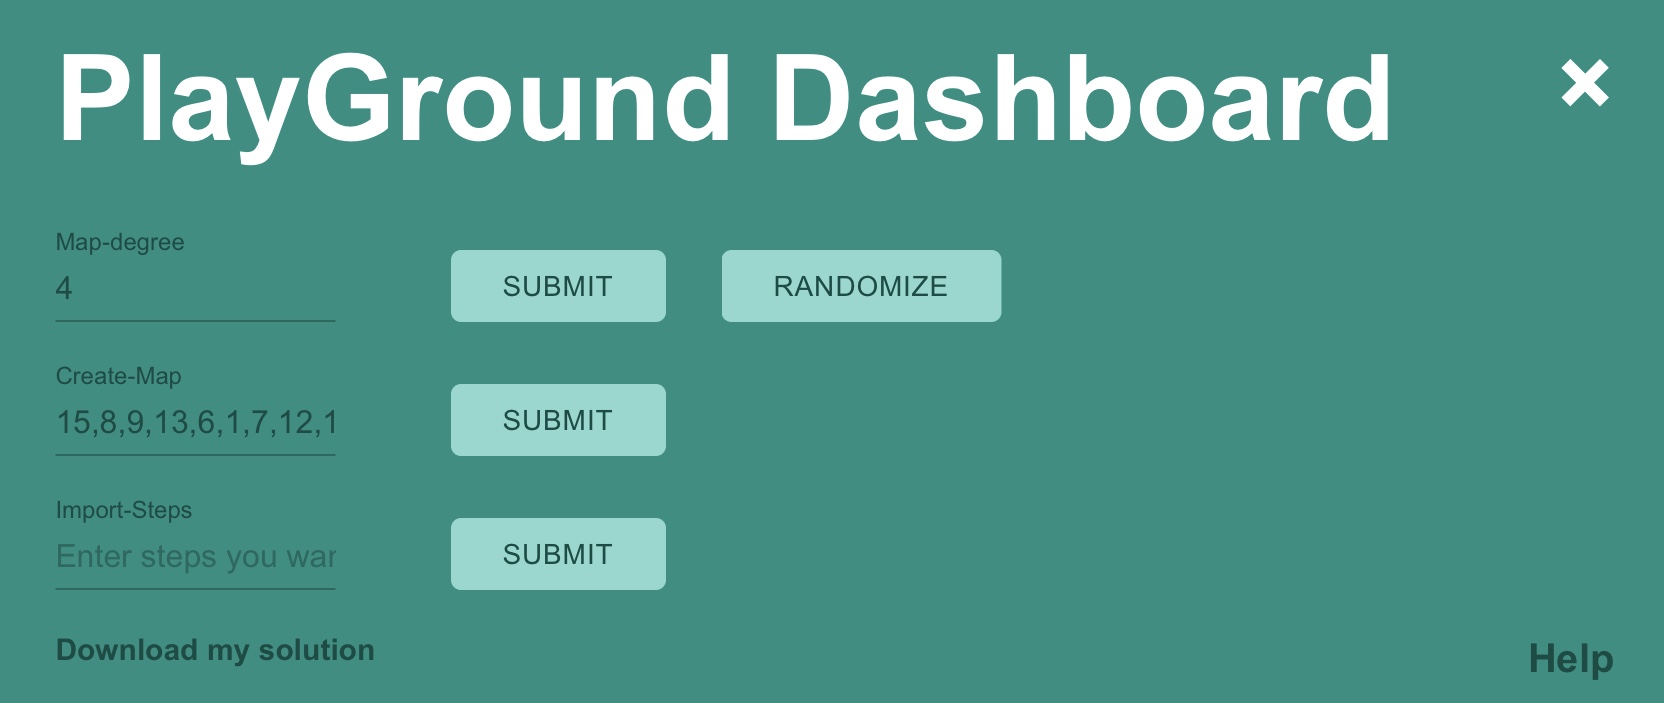 PlayGround Dashboard
Map-degree
4
SUBMIT
RANDOMIZE
Create-Map
15,8,9,13,6,1,7,12,1
SUBMIT
Import-Steps
Enter steps you war
SUBMIT
Download my solution
Help